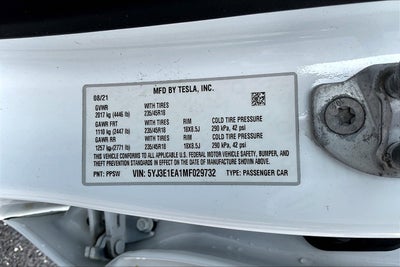 MFD BY TESLA, INC.
08/21
GVWR WITH TIRES
2017 kg (4446 lb) 235/45R18
GAWR FRT WITH TIRES RIM COLD TIRE PRESSURE
1110 kg (2447 lb) 235/45R18 18X8.5J 290 kPa, 42 psi
GAWR RR WITH TIRES RIM COLD TIRE PRESSURE
1257 kg (2771 lb) 235/45R18 18X8.5J 290 kPa, 42 psi
THIS VEHICLE CONFORMS TO ALL APPLICABLE U.S. FEDERAL MOTOR VEHICLE SAFETY, BUMPER, AND
THEFT PREVENTION STANDARDS IN EFFECT ON THE DATE OF MANUFACTURE SHOWN ABOVE.
PNT: PPSW VIN: 5YJ3E1EA1MF029732 TYPE: PASSENGER CAR